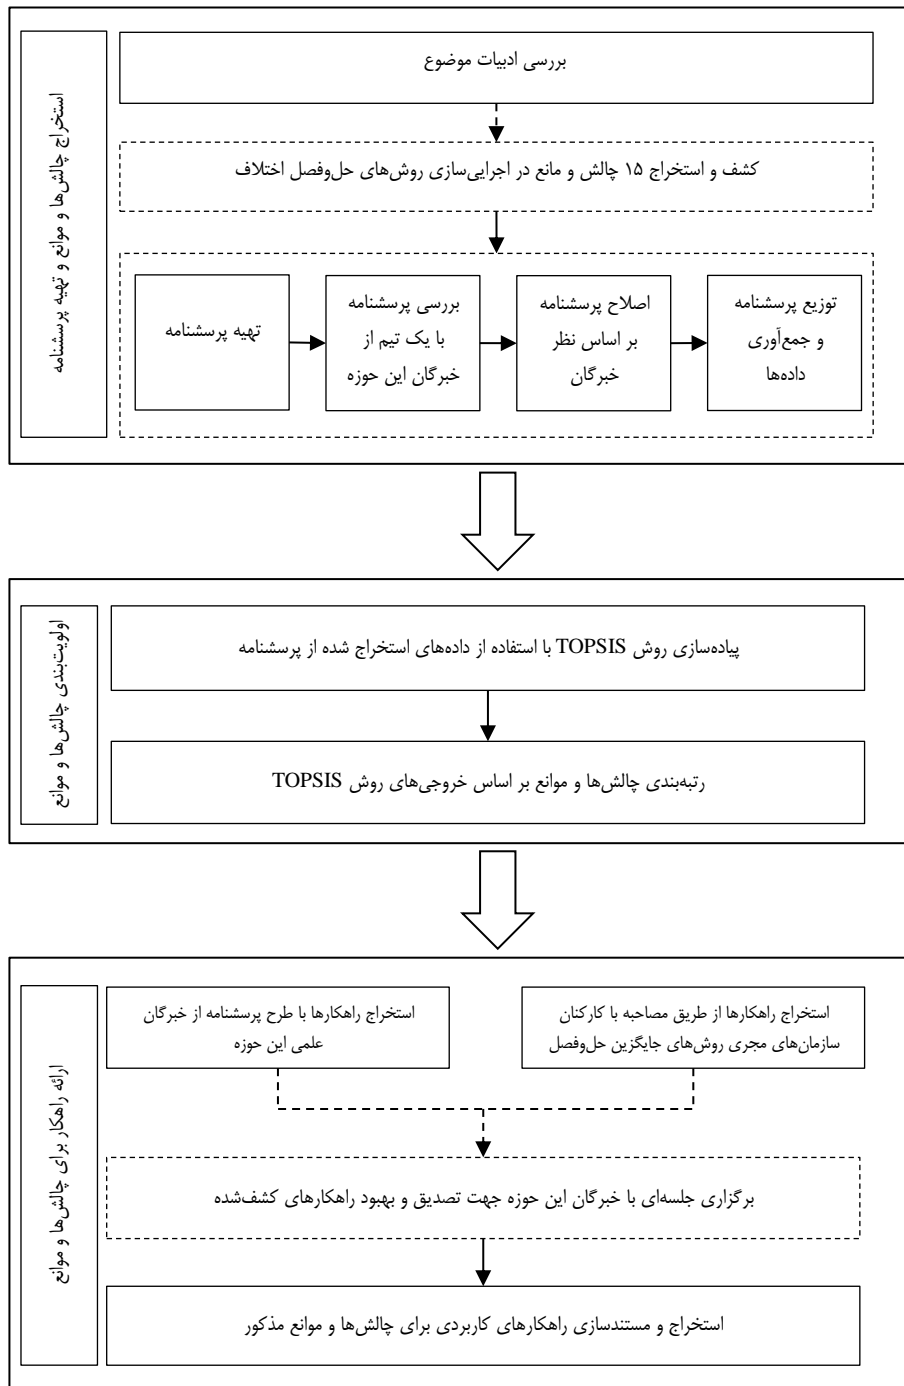 استخراج چالش‌ها و موانع و تهیه پرسشنامه
بررسی ادبیات موضوع
کشف و استخراج ۱۵ چالش و مانع در اجرایی‌سازی روش‌های حل‌وفصل اختلاف
تهیه پرسشنامه
بررسی پرسشنامه
با یک تیم از
خبرگان این حوزه
اصلاح پرسشنامه
بر اساس نظر
خبرگان
توزیع پرسشنامه
و جمع‌آوری
داده‌ها
اولویت‌بندی چالش‌ها و موانع
پیاده‌سازی روش TOPSIS با استفاده از داده‌های استخراج شده از پرسشنامه
رتبه‌بندی چالش‌ها و موانع بر اساس خروجی‌های روش TOPSIS
ارائه راهکار برای چالش‌ها و موانع
استخراج راهکارها از طریق مصاحبه با کارکنان
سازمان‌های مجری روش‌های جایگزین حل‌وفصل
استخراج راهکارها با طرح پرسشنامه از خبرگان
علمی این حوزه
برگزاری جلسه‌ای با خبرگان این حوزه جهت تصدیق و بهبود راهکارهای کشف‌شده
استخراج و مستندسازی راهکارهای کاربردی برای چالش‌ها و موانع مذکور